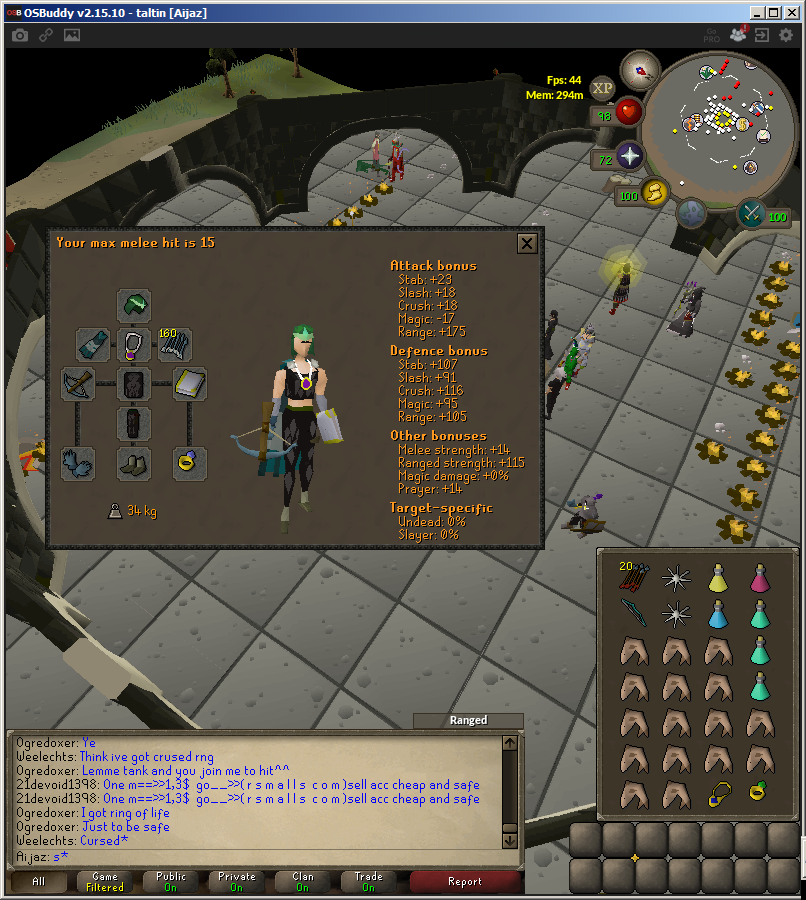 OSBuddy v2.15.10 - taltin [Aijaz]
Go
PRO
Fps: 44
Mem: 294m
XP
98
72
100
100
Your max melee hit is 15
160
34 kg
Attack bonus
Stab: +23
Slash: +18
Crush: +18
Magic: -17
Range: +175
Defence bonus
Stab: +107
Slash: +91
Crush: +116
Magic: +95
Range: +105
Other bonuses
Melee strength: +14
Ranged strength: +115
Magic damage: +0%
Prayer: +14
Target-specific
Undead: 0%
Slayer: 0%
20
Ranged
Ogredoxer: Ye
Weelechts: Think ive got crused rng
Ogredoxer: Lemme tank and you join me to hit^^
21devoid1398: One m==>>1,3$ go__>>( r s m a l l s c o m )sell acc cheap and safe
21devoid1398: One m==>>1,3$ go__>>( r s m a l l s c o m )sell acc cheap and safe
Ogredoxer: I got ring of life
Ogredoxer: Just to be safe
Weelechts: Cursed*
Aijaz: s*
All
Game
Filtered
Public
On
Private
On
Clan
On
Trade
On
Report